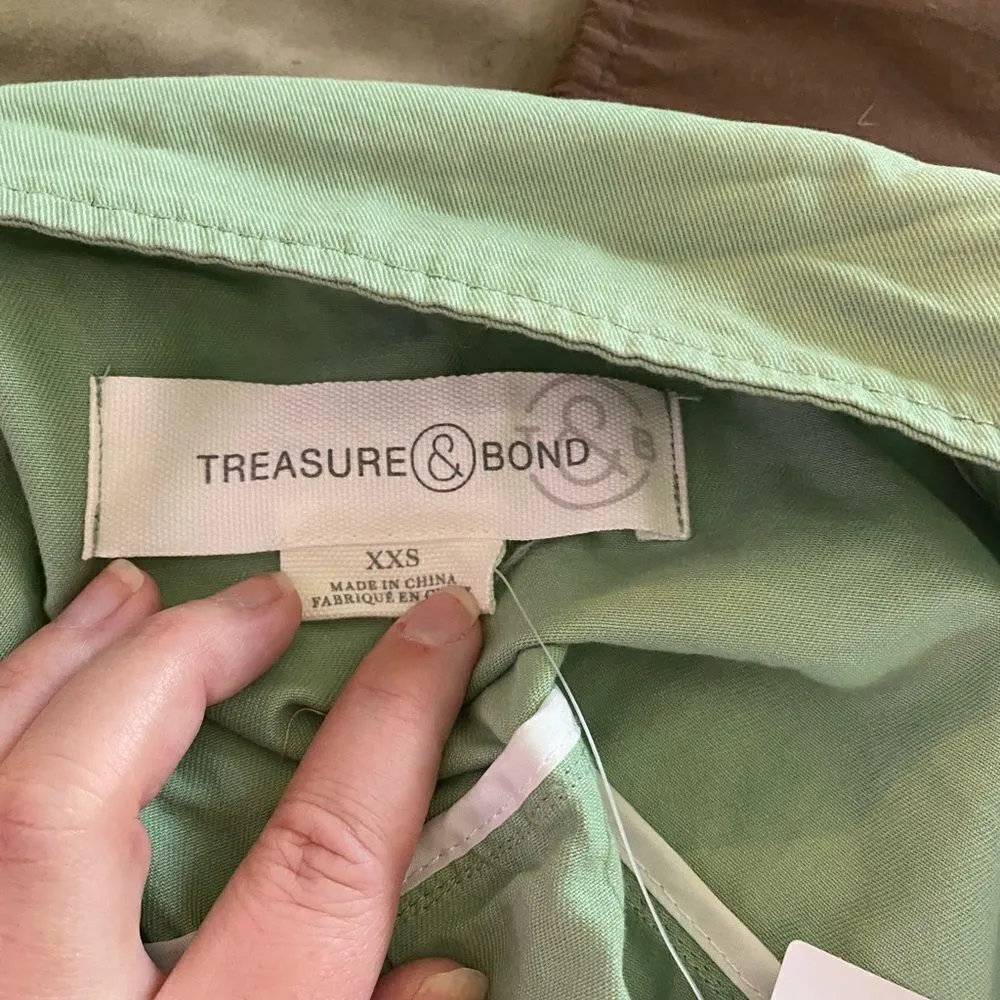 TREASURE & BOND
T & B
XXS
MADE IN CHINA
FABRIQUÉ EN